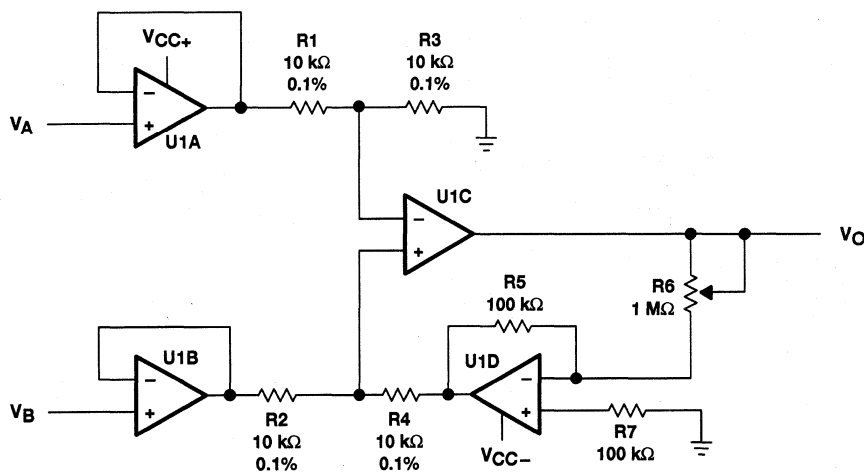 VCC+
R1
10 kΩ
0.1%
R3
10 kΩ
0.1%
−
+
VA
U1A
U1C
−
+
VO
R5
100 kΩ
R6
1 MΩ
U1B
U1D
−
+
−
+
VB
R2
10 kΩ
0.1%
R4
10 kΩ
0.1%
VCC−
R7
100 kΩ